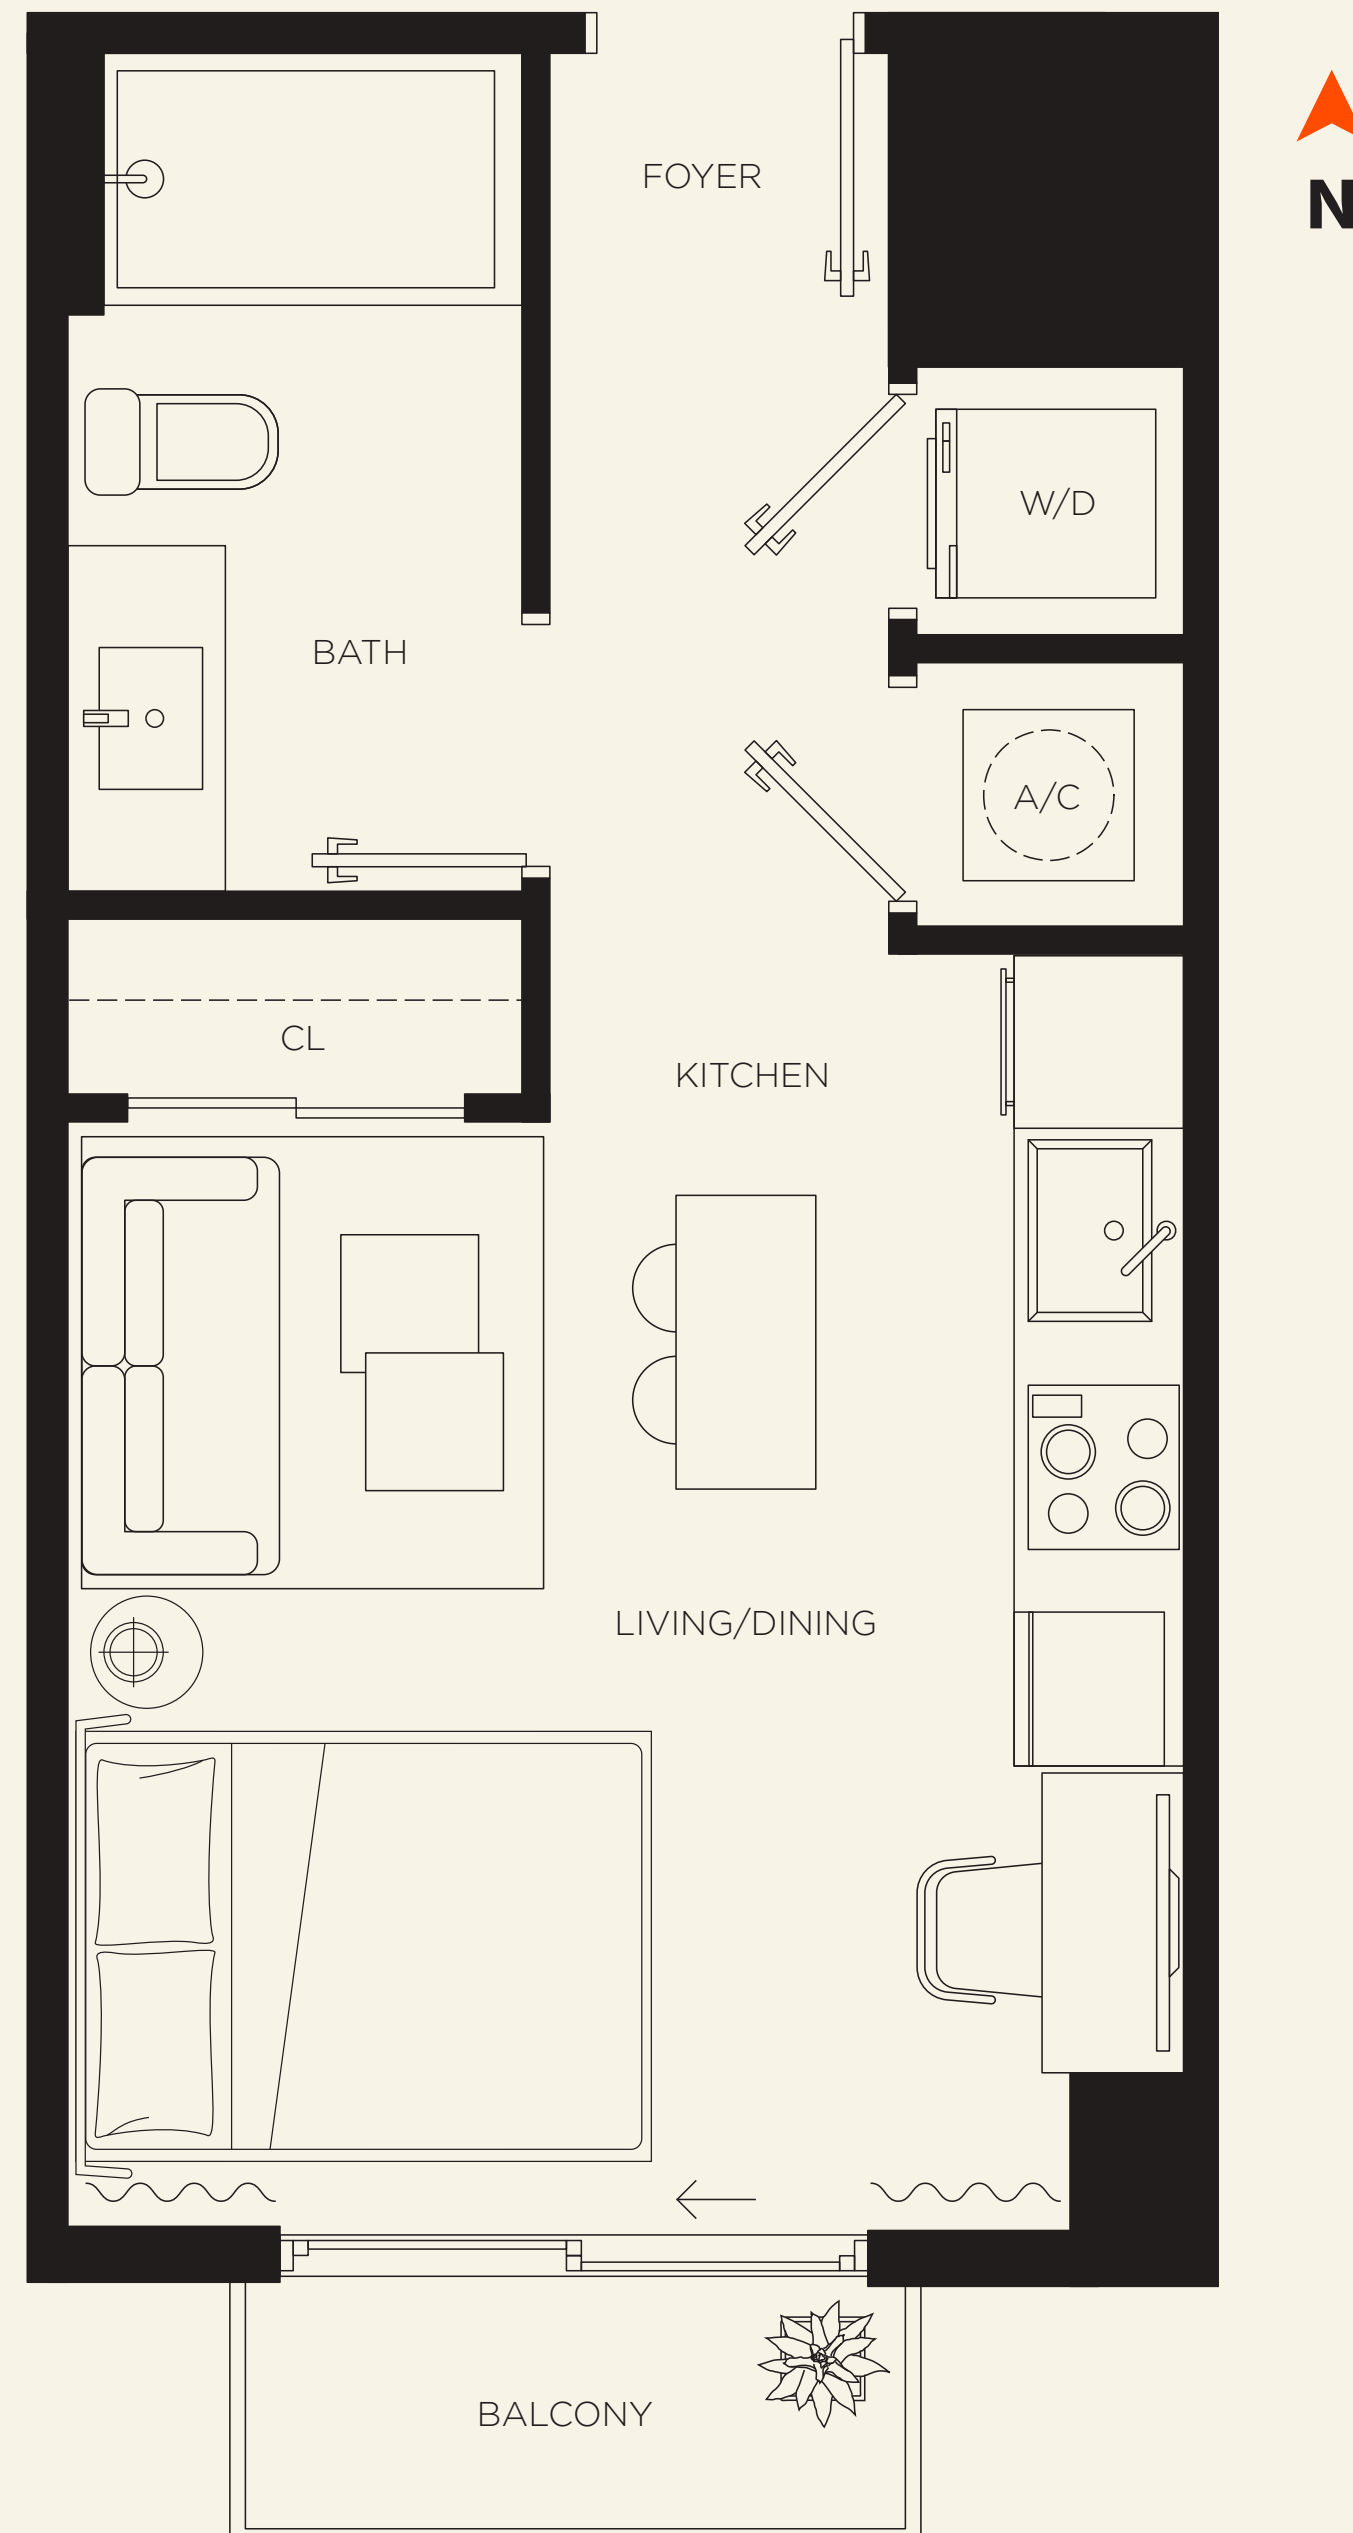 FOYER
N
W/D
BATH
A/C
CL
KITCHEN
LIVING/DINING
BALCONY